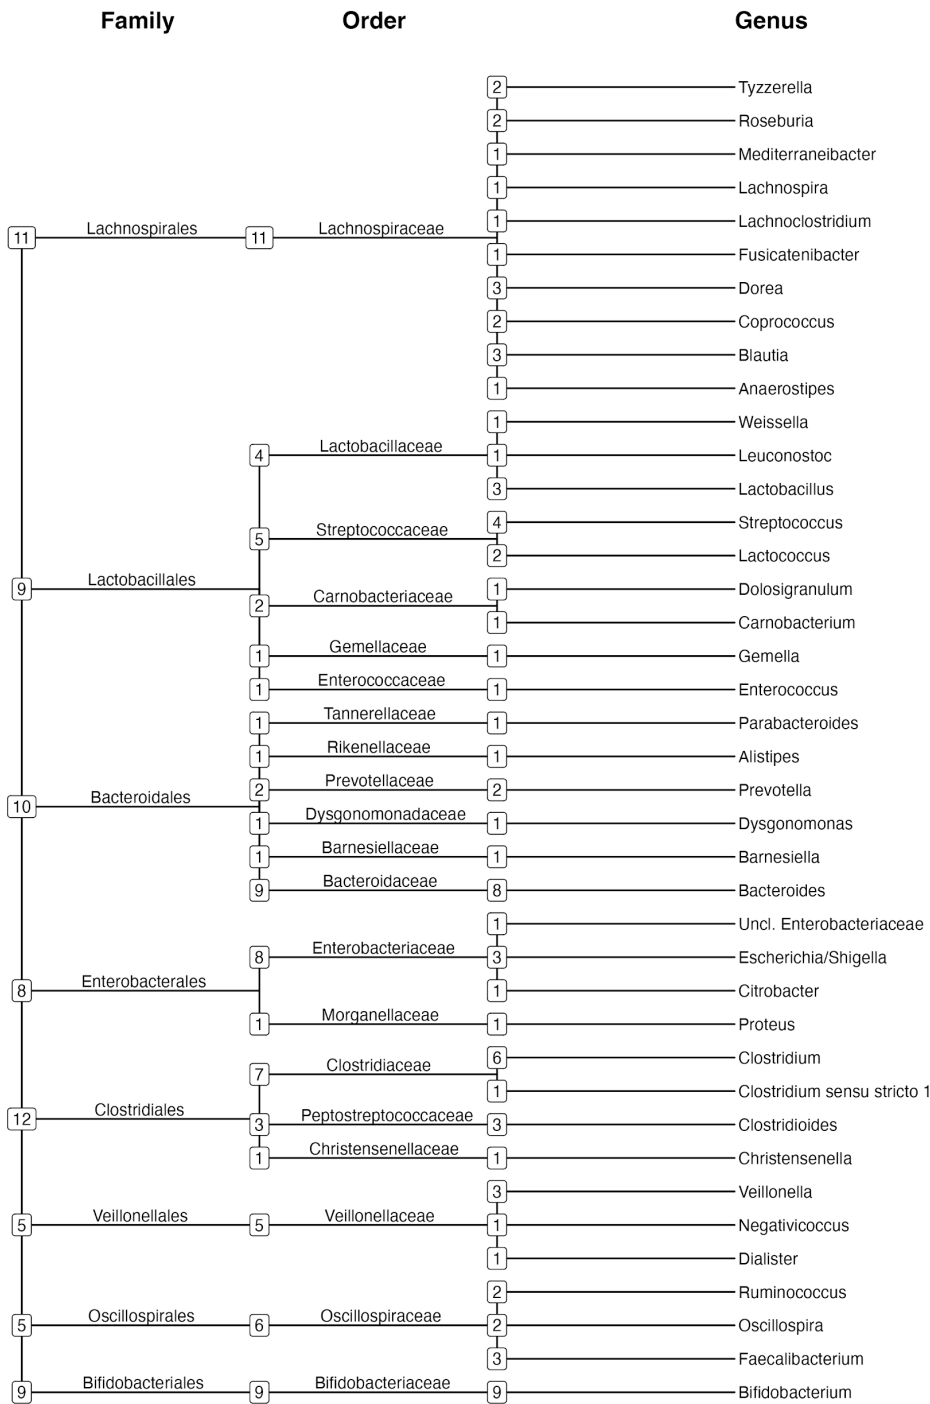 Family Order Genus
2 Tyzzerella
2 Roseburia
1 Mediterraneibacter
1 Lachnospira
1 Lachnoclostridium
11 Lachnospirales 11 Lachnospiraceae
1 Fusicatenibacter
3 Dorea
2 Coprococcus
3 Blautia
1 Anaerostipes
1 Weissella
4 Lactobacillaceae 1 Leuconostoc
3 Lactobacillus
4 Streptococcus
5 Streptococcaceae
2 Lactococcus
9 Lactobacillales 1 Dolosigranulum
2 Carnobacteriaceae
1 Carnobacterium
1 Gemellaceae 1 Gemella
1 Enterococcaceae 1 Enterococcus
1 Tannerellaceae 1 Parabacteroides
1 Rikenellaceae 1 Alistipes
2 Prevotellaceae 2 Prevotella
10 Bacteroidales
1 Dysgonomonadaceae 1 Dysgonomonas
1 Barnesiellaceae 1 Barnesiella
9 Bacteroidaceae 8 Bacteroides
1 Uncl. Enterobacteriaceae
8 Enterobacteriaceae 3 Escherichia/Shigella
8 Enterobacterales 1 Citrobacter
1 Morganellaceae 1 Proteus
6 Clostridium
7 Clostridiaceae
1 Clostridium sensu stricto 1
12 Clostridiales
3 Peptostreptococcaceae 3 Clostridioides
1 Christensenellaceae 1 Christensenella
3 Veillonella
5 Veillonellales 5 Veillonellaceae 1 Negativicoccus
1 Dialister
2 Ruminococcus
5 Oscillospirales 6 Oscillospiraceae 2 Oscillospira
3 Faecalibacterium
9 Bifidobacteriales 9 Bifidobacteriaceae 9 Bifidobacterium